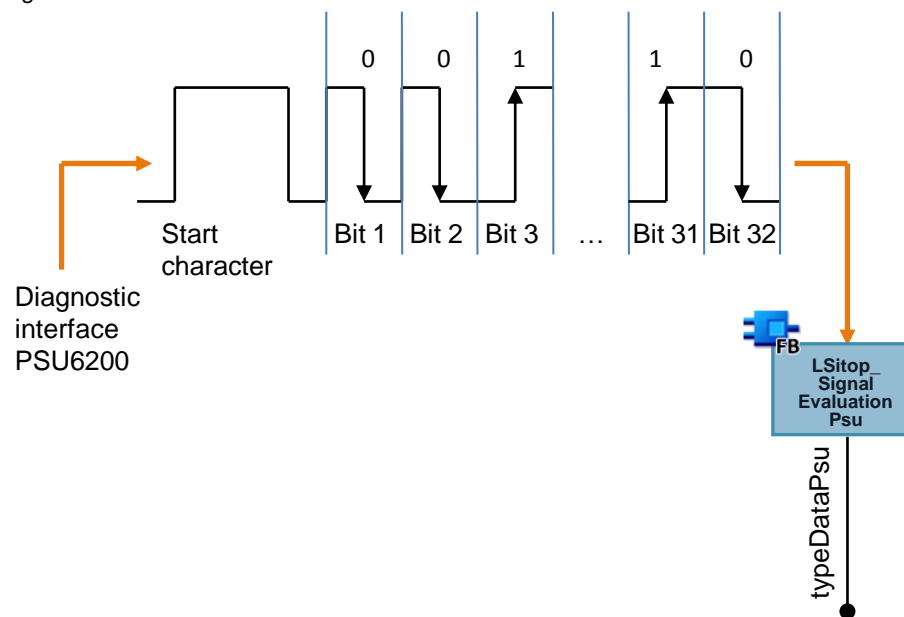 0 0 1 1 0
Start
character
Bit 1 Bit 2 Bit 3 … Bit 31 Bit 32
Diagnostic
interface
PSU6200
FB
LSitop_
Signal
Evaluation
Psu
typeDataPsu